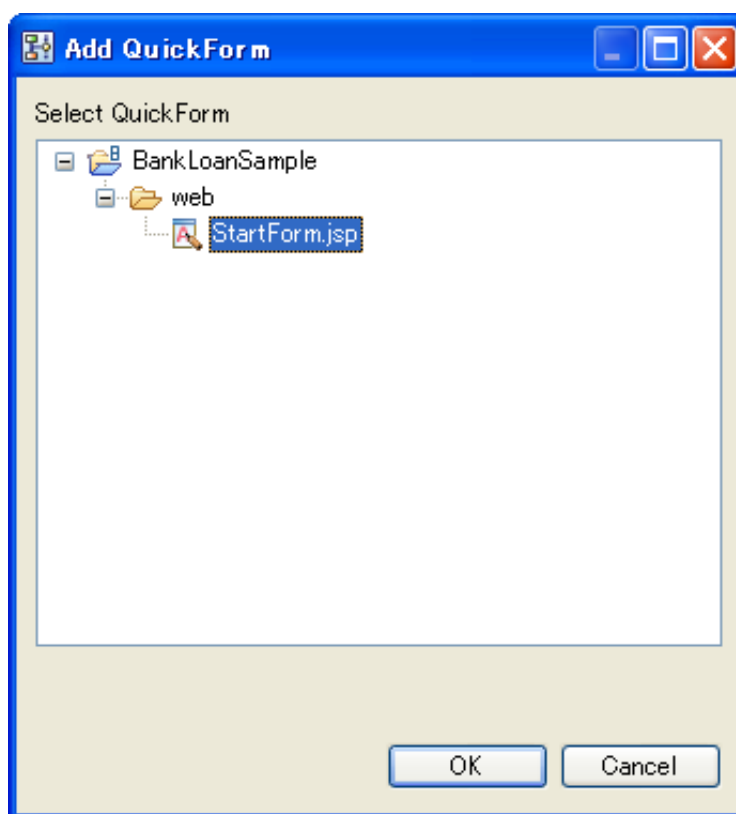 Add QuickForm
Select QuickForm
BankLoanSample
web
StartForm.jsp
OK Cancel